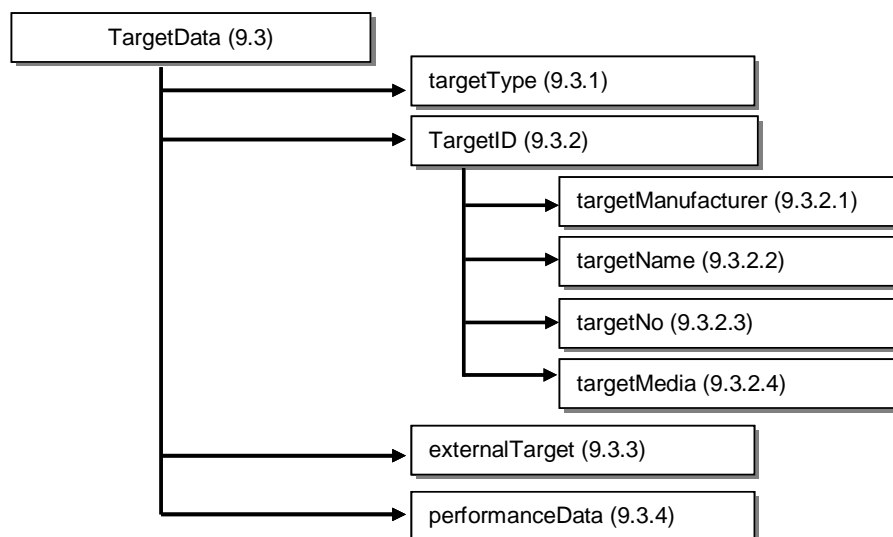 TargetData (9.3)
targetType (9.3.1)
TargetID (9.3.2)
targetManufacturer (9.3.2.1)
targetName (9.3.2.2)
targetNo (9.3.2.3)
targetMedia (9.3.2.4)
externalTarget (9.3.3)
performanceData (9.3.4)